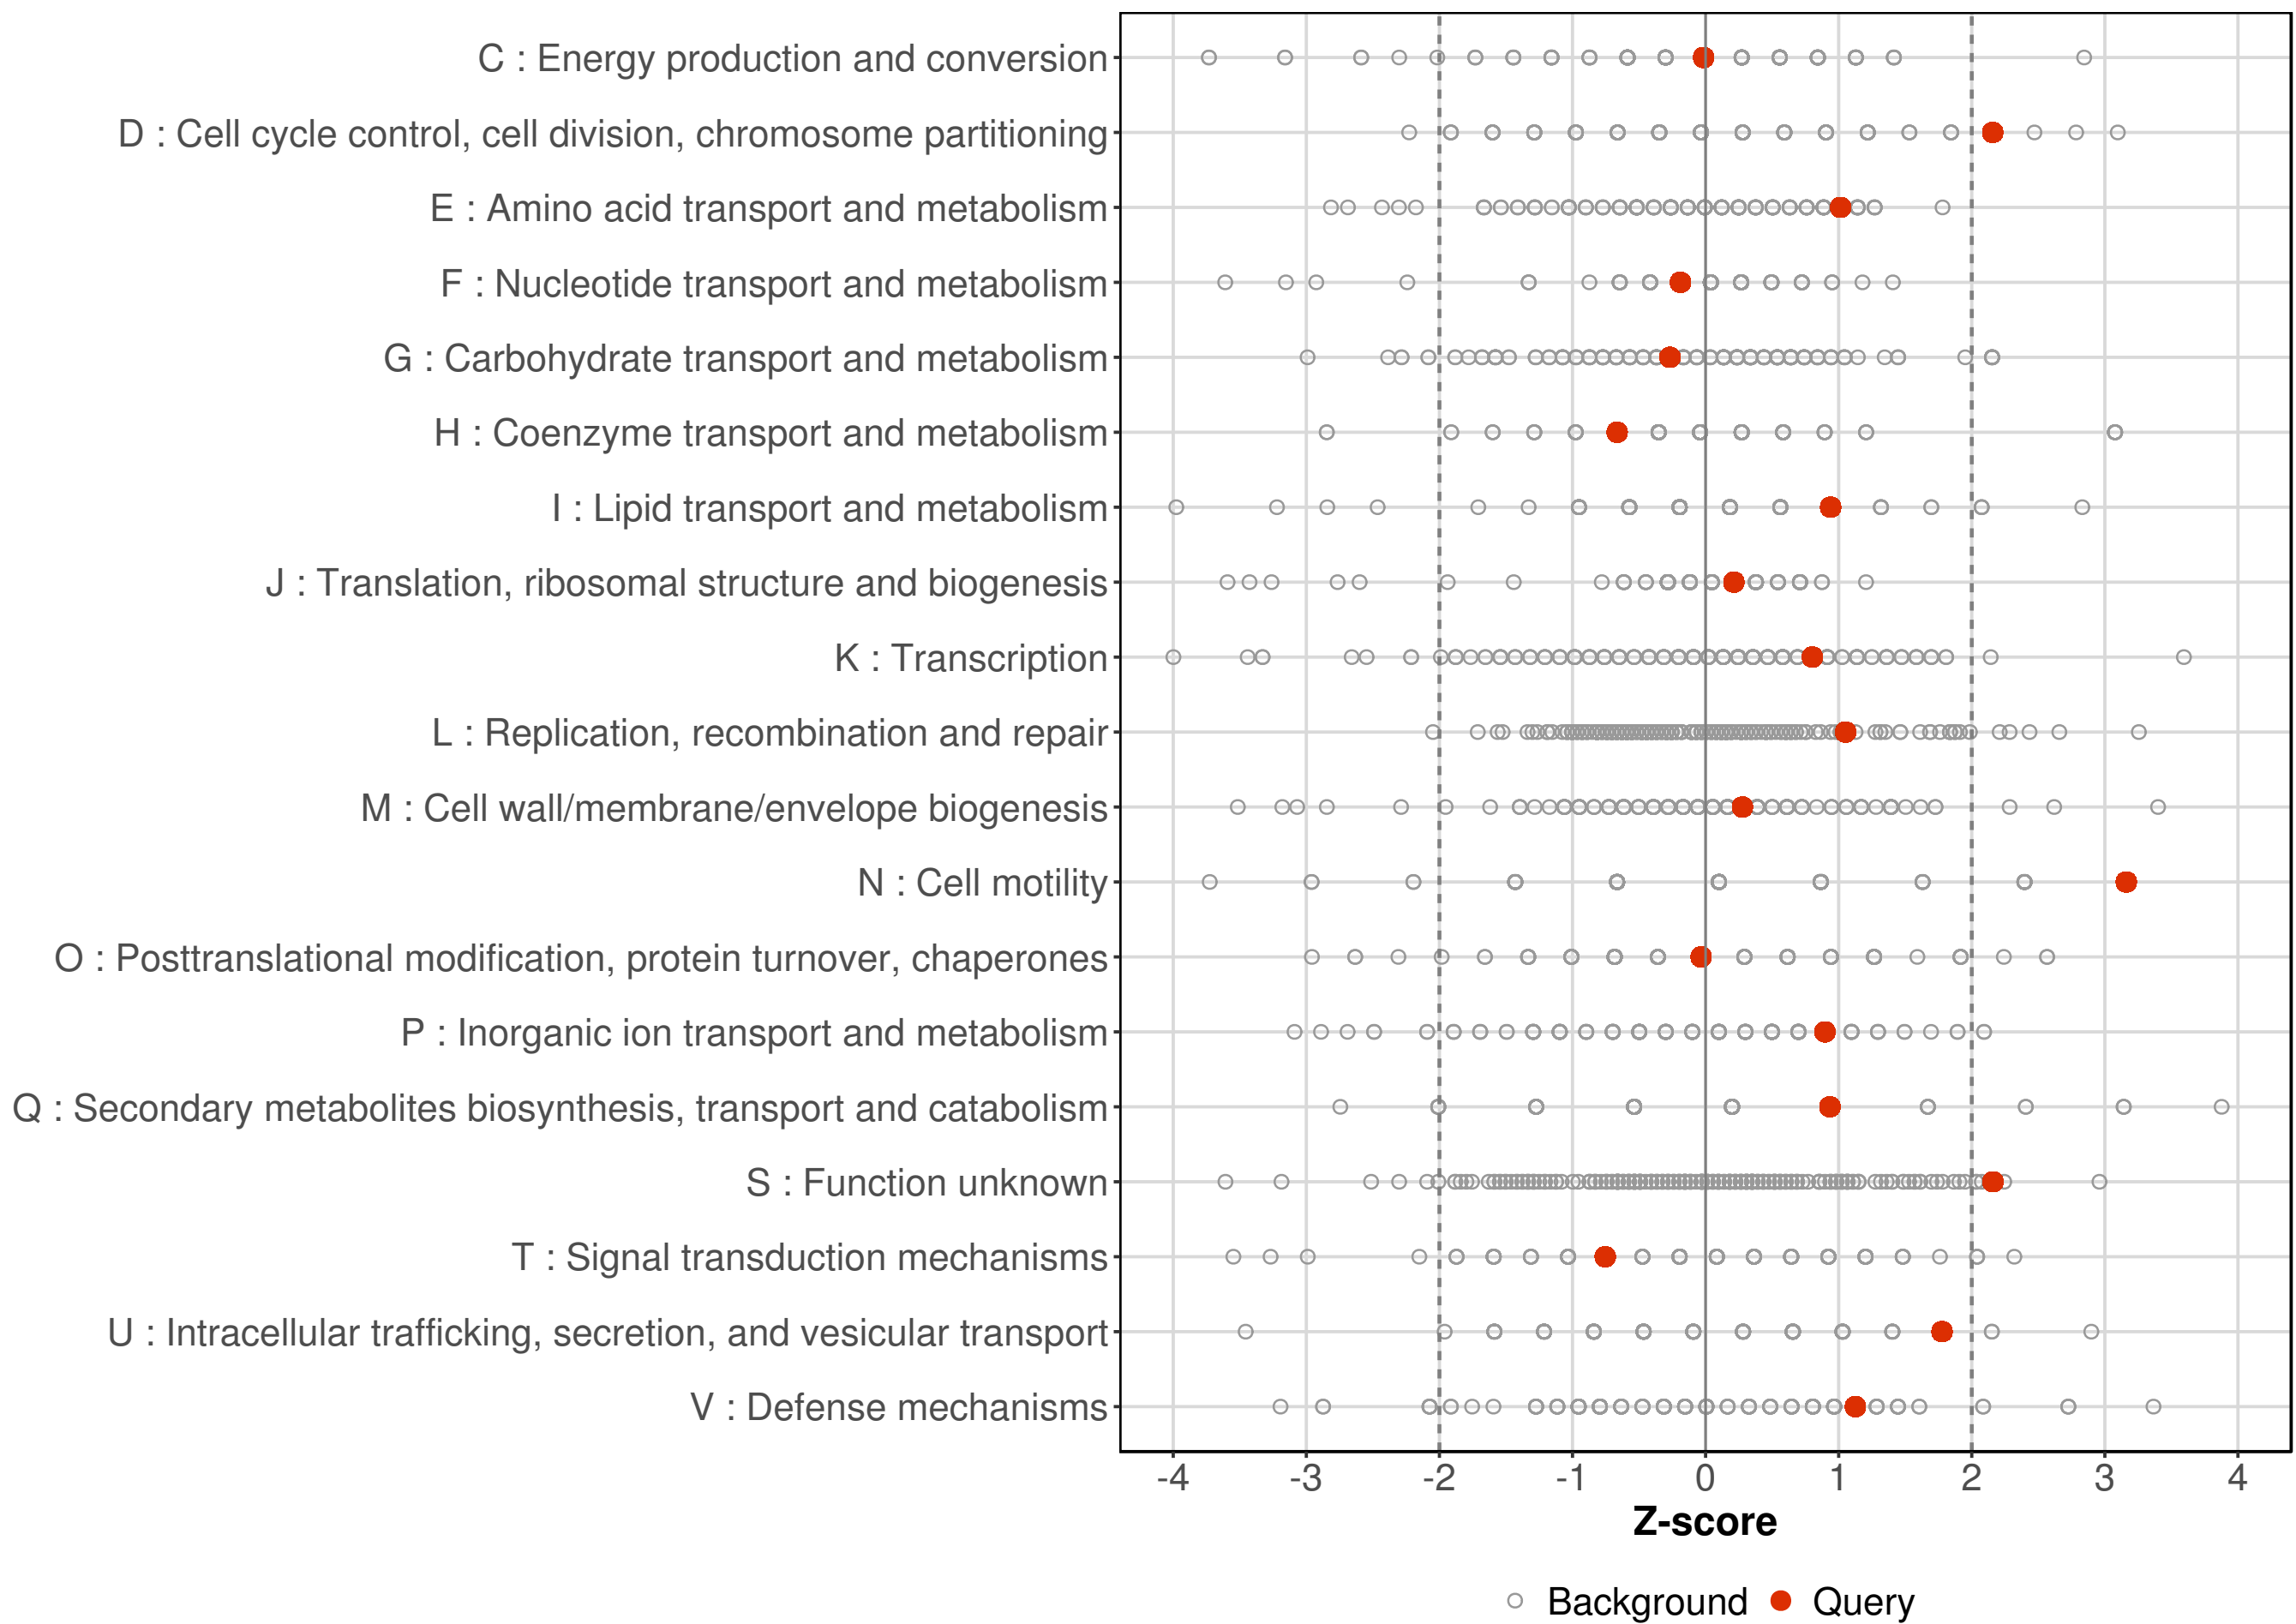 C : Energy production and conversion
D : Cell cycle control, cell division, chromosome partitioning
E : Amino acid transport and metabolism
F : Nucleotide transport and metabolism
G : Carbohydrate transport and metabolism
H : Coenzyme transport and metabolism
I : Lipid transport and metabolism
J : Translation, ribosomal structure and biogenesis
K : Transcription
L : Replication, recombination and repair
M : Cell wall/membrane/envelope biogenesis
N : Cell motility
O : Posttranslational modification, protein turnover, chaperones
P : Inorganic ion transport and metabolism
Q : Secondary metabolites biosynthesis, transport and catabolism
S : Function unknown
T : Signal transduction mechanisms
U : Intracellular trafficking, secretion, and vesicular transport
V : Defense mechanisms
-4 -3 -2 -1 0 1 2 3 4
Z-score
Background Query